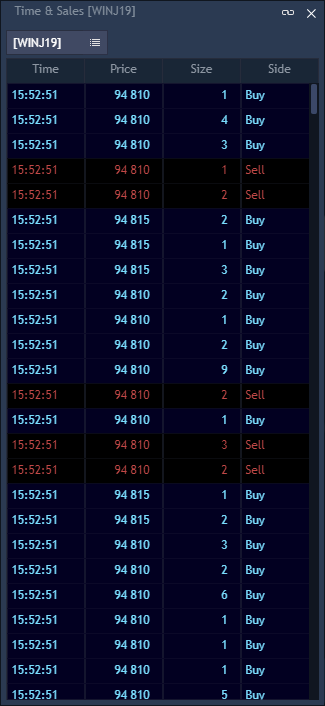 Time & Sales [WINJ19]
[WINJ19]
Time Price Size Side
15:52:51 94 810 1 Buy
15:52:51 94 810 4 Buy
15:52:51 94 810 3 Buy
15:52:51 94 810 1 Sell
15:52:51 94 810 2 Sell
15:52:51 94 815 2 Buy
15:52:51 94 815 1 Buy
15:52:51 94 815 3 Buy
15:52:51 94 810 2 Buy
15:52:51 94 810 1 Buy
15:52:51 94 810 2 Buy
15:52:51 94 810 9 Buy
15:52:51 94 810 2 Sell
15:52:51 94 810 1 Buy
15:52:51 94 810 3 Sell
15:52:51 94 810 2 Sell
15:52:51 94 815 1 Buy
15:52:51 94 815 2 Buy
15:52:51 94 810 3 Buy
15:52:51 94 810 2 Buy
15:52:51 94 810 6 Buy
15:52:51 94 810 1 Buy
15:52:51 94 810 1 Buy
15:52:51 94 810 1 Buy
15:52:51 94 810 5 Buy